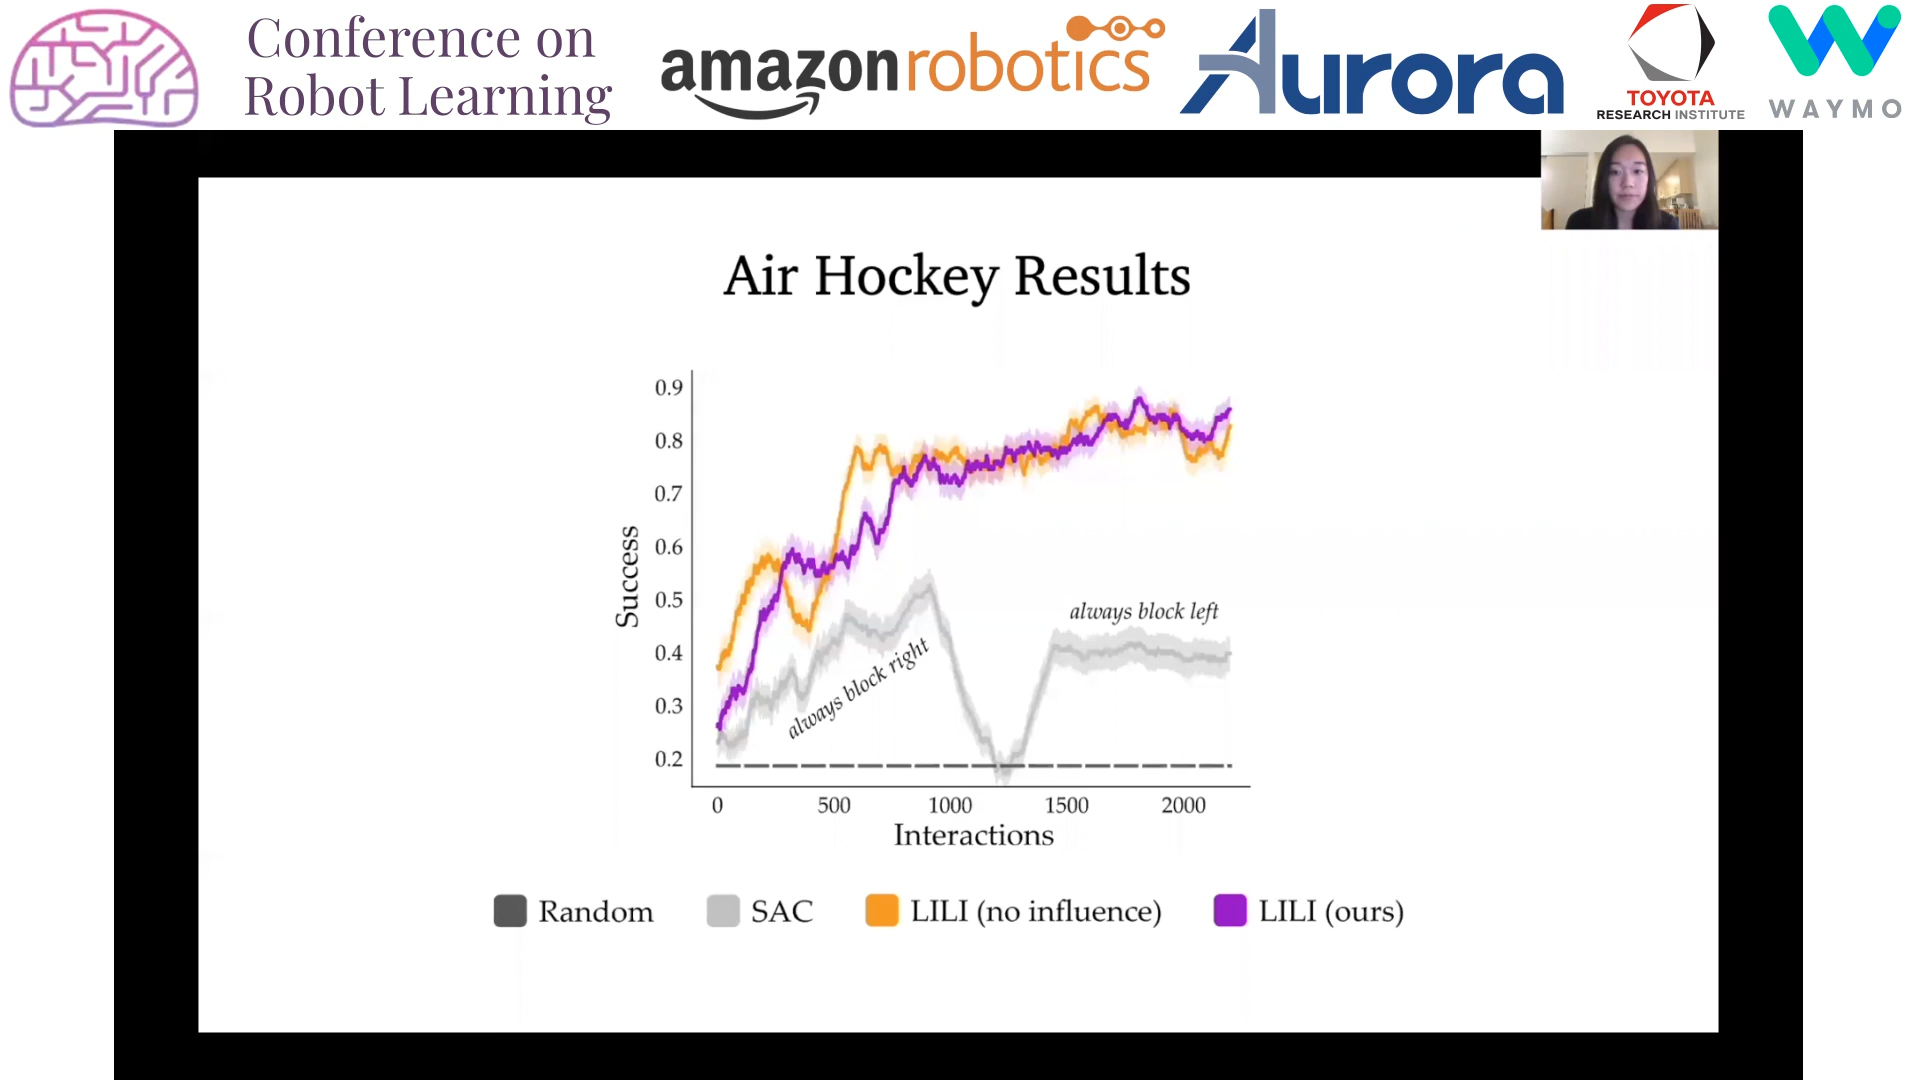 Conference on
Robot Learning
amazon robotics
Aurora
TOYOTA
RESEARCH INSTITUTE
WAYMO
Air Hockey Results
0.9
0.8
0.7
0.6
0.5
0.4
0.3
0.2
Success
always block right
always block left
0 500 1000 1500 2000
Interactions
Random SAC LILI (no influence) LILI (ours)